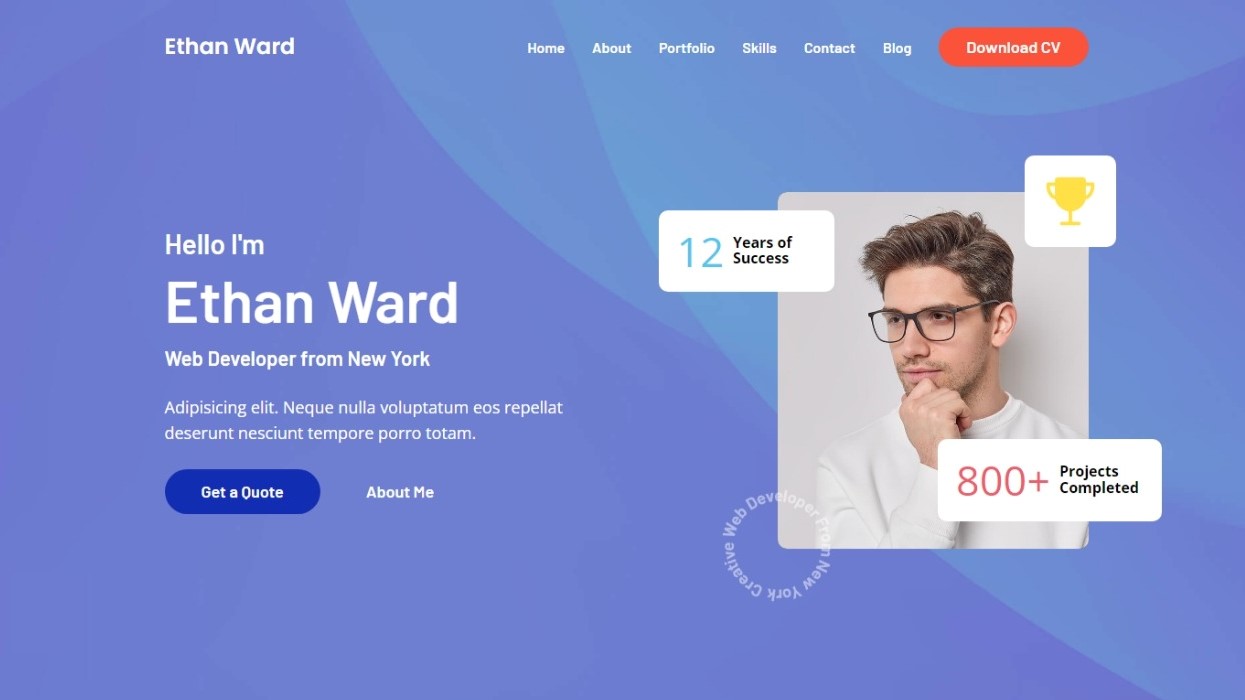 Ethan Ward
Home About Portfolio Skills Contact Blog Download CV
Hello I'm
Ethan Ward
Web Developer from New York
Adipisicing elit. Neque nulla voluptatum eos repellat
deserunt nesciunt tempore porro totam.
Get a Quote About Me
12 Years of
Success
800+ Projects
Completed
Creative Web Developer From New York